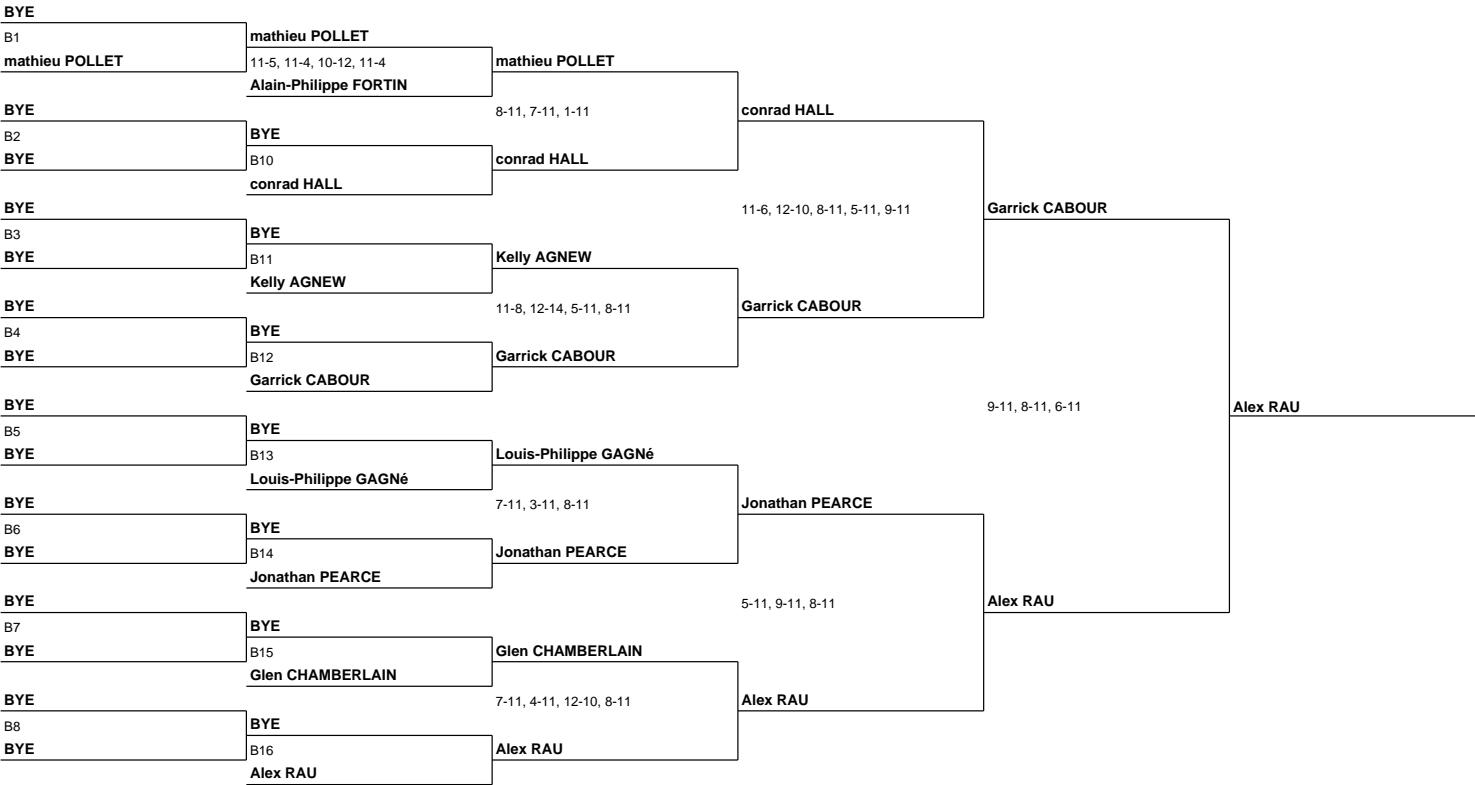 BYE
B1
mathieu POLLET
BYE
B2
BYE
BYE
B3
BYE
BYE
B4
BYE
BYE
B5
BYE
BYE
B6
BYE
BYE
B7
BYE
BYE
B8
BYE
mathieu POLLET
11-5, 11-4, 10-12, 11-4
Alain-Philippe FORTIN
BYE
B10
conrad HALL
BYE
B11
Kelly AGNEW
BYE
B12
Garrick CABOUR
BYE
B13
Louis-Philippe GAGNé
BYE
B14
Jonathan PEARCE
BYE
B15
Glen CHAMBERLAIN
BYE
B16
Alex RAU
mathieu POLLET
8-11, 7-11, 1-11
conrad HALL
Kelly AGNEW
11-8, 12-14, 5-11, 8-11
Garrick CABOUR
Louis-Philippe GAGNé
7-11, 3-11, 8-11
Jonathan PEARCE
Glen CHAMBERLAIN
7-11, 4-11, 12-10, 8-11
Alex RAU
conrad HALL
11-6, 12-10, 8-11, 5-11, 9-11
Garrick CABOUR
Jonathan PEARCE
5-11, 9-11, 8-11
Alex RAU
Garrick CABOUR
9-11, 8-11, 6-11
Alex RAU
Alex RAU